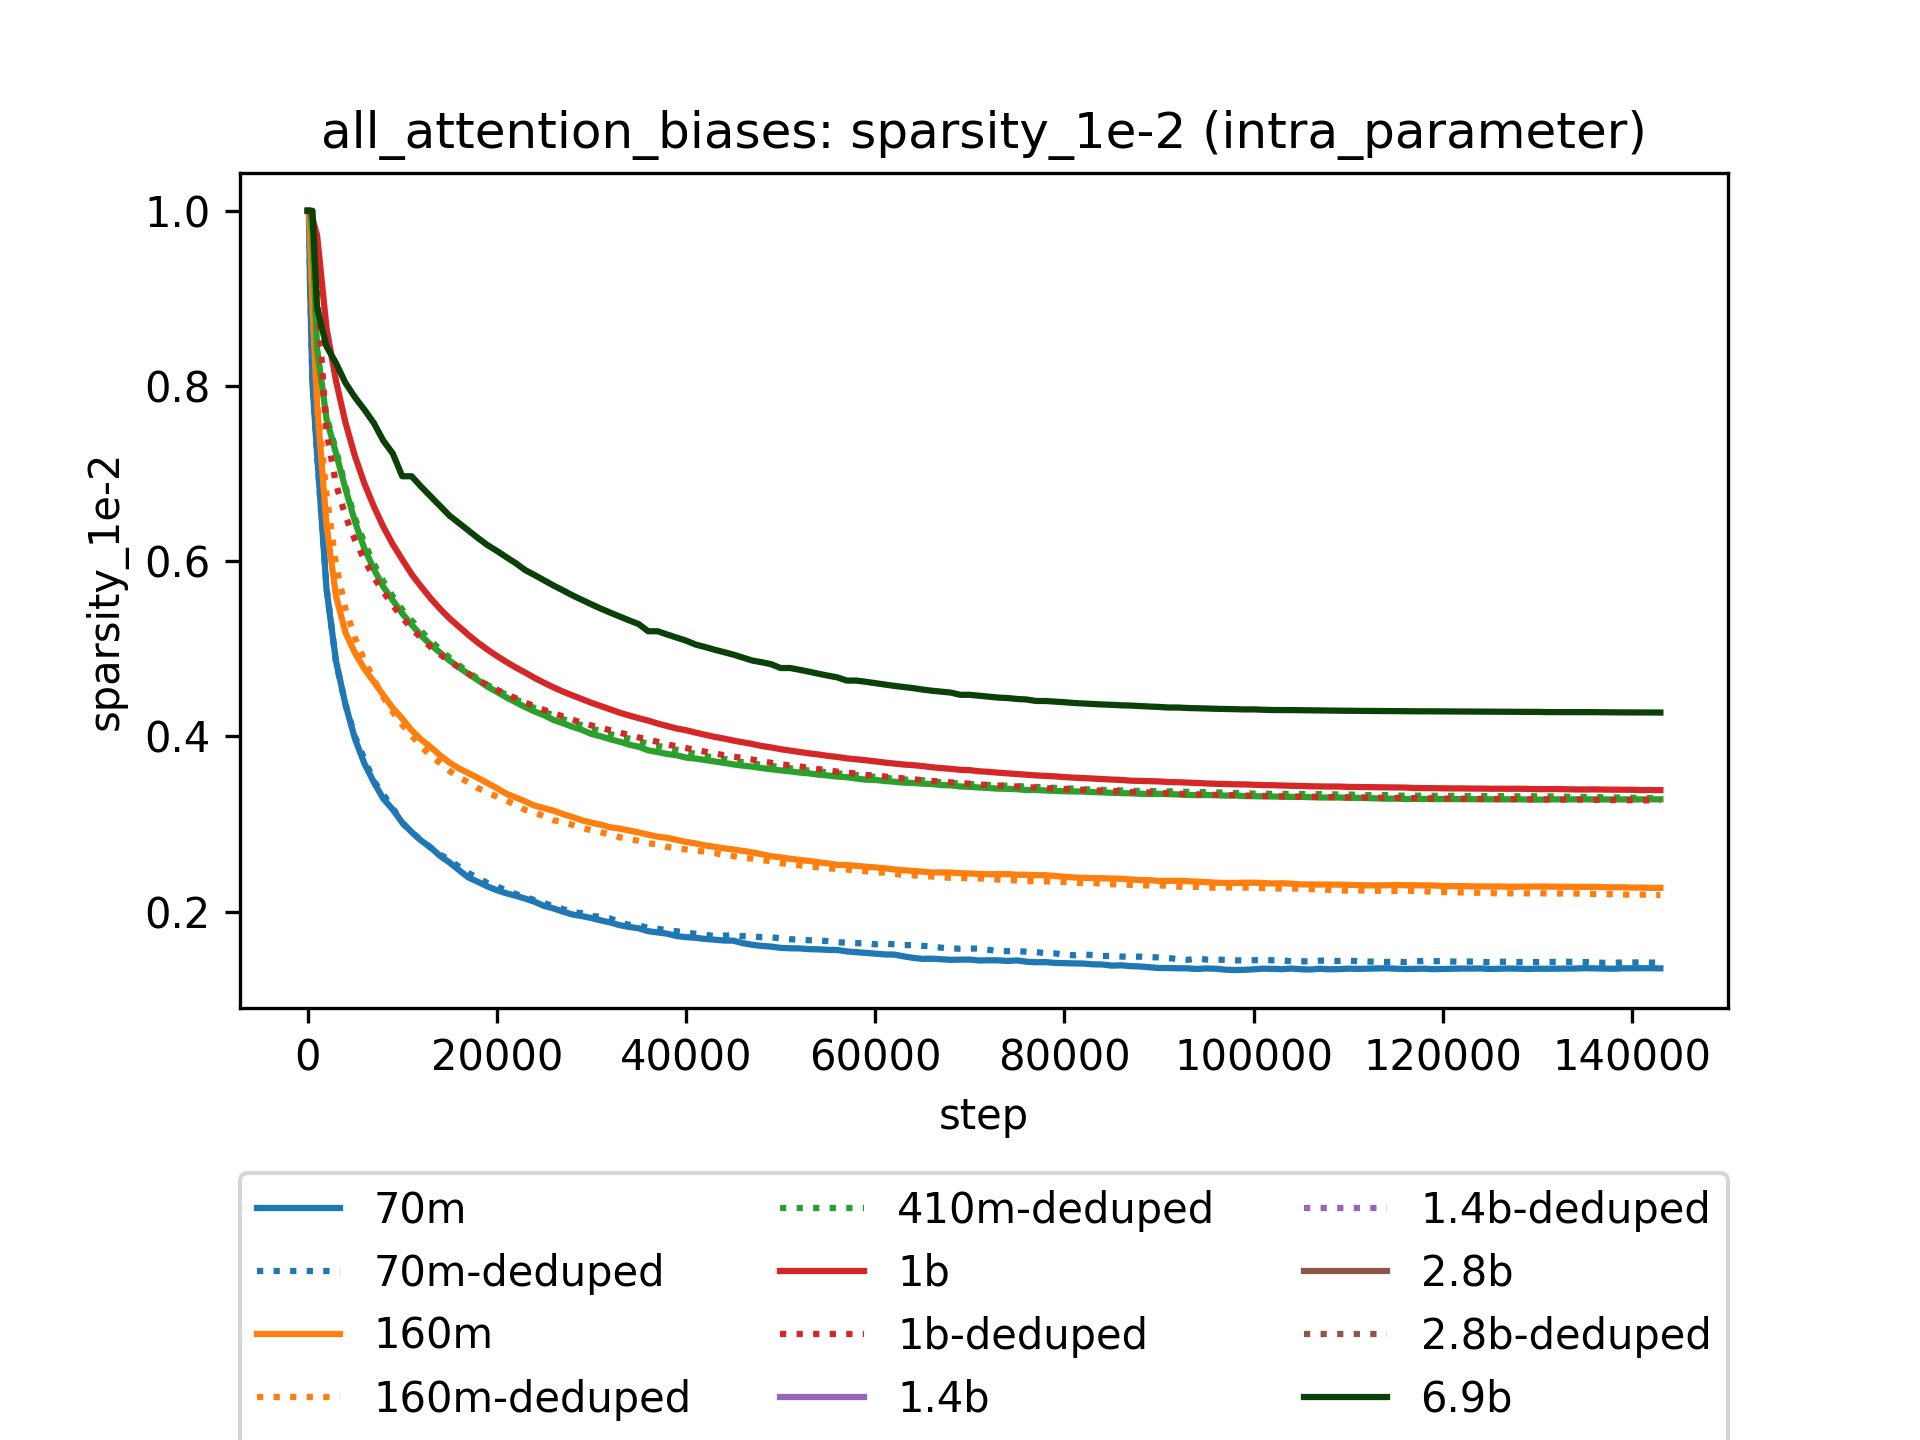 all_attention_biases: sparsity_1e-2 (intra_parameter)
sparsity_1e-2
1.0
0.8
0.6
0.4
0.2
0 20000 40000 60000 80000 100000 120000 140000
step
70m 410m-deduped 1.4b-deduped
70m-deduped 1b 2.8b
160m 1b-deduped 2.8b-deduped
160m-deduped 1.4b 6.9b